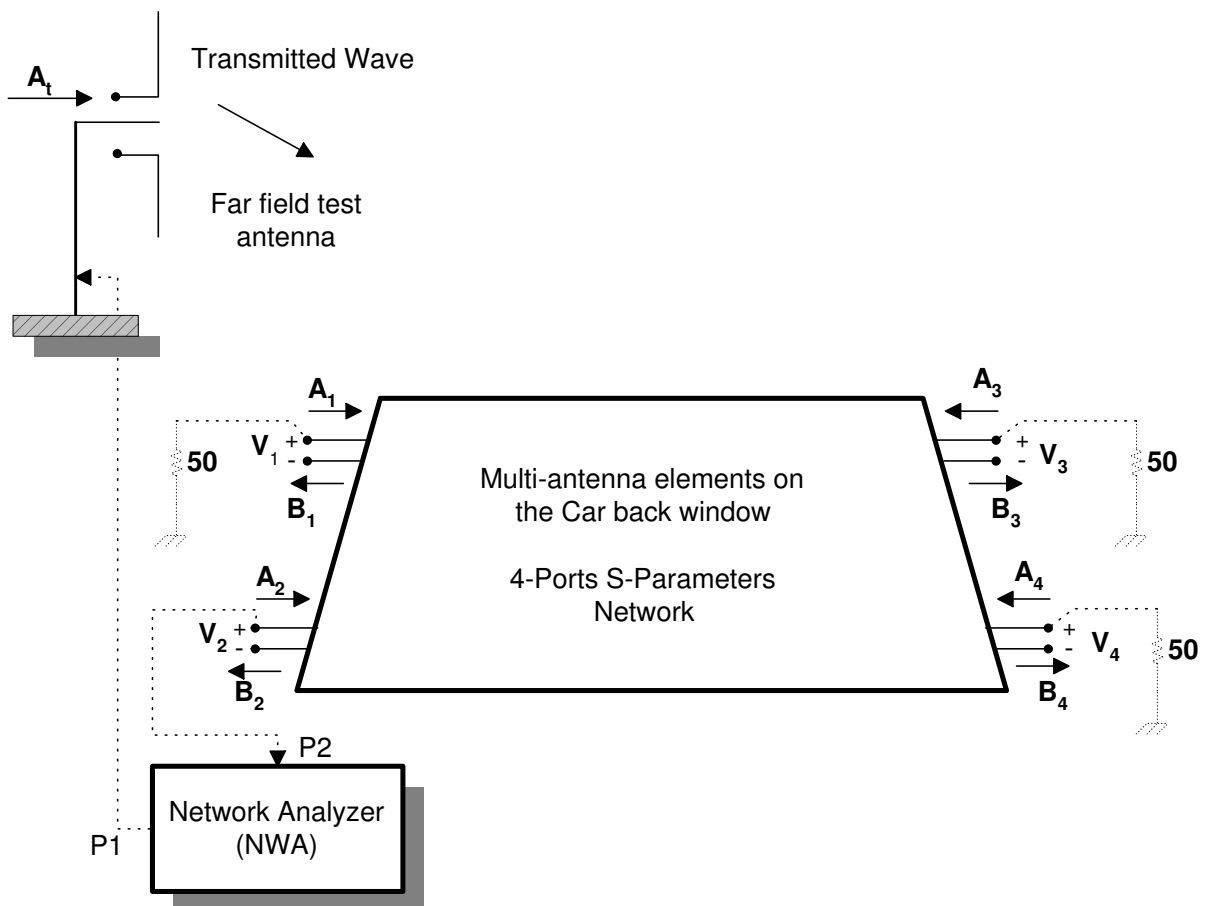 Transmitted Wave
A_t
Far field test
antenna
A_1
A_3
V_1
+
-
50
B_1
Multi-antenna elements on
the Car back window
4-Ports S-Parameters
Network
+
-
V_3
50
B_3
A_2
A_4
V_2
+
-
B_2
+
-
V_4
50
B_4
P2
Network Analyzer
(NWA)
P1